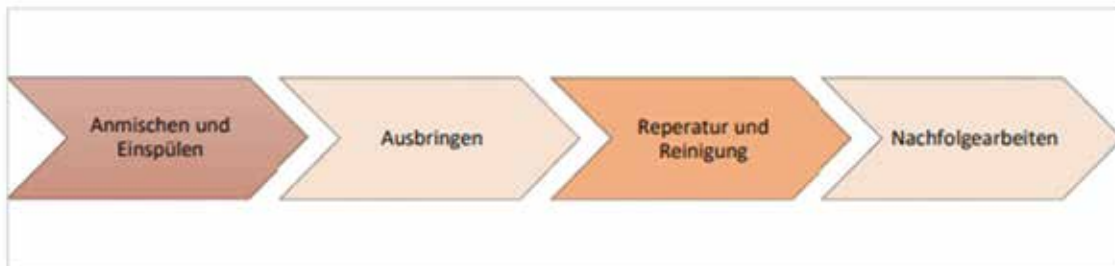 Anmischen und
Einspülen
Ausbringen
Reperatur und
Reinigung
Nachfolgearbeiten